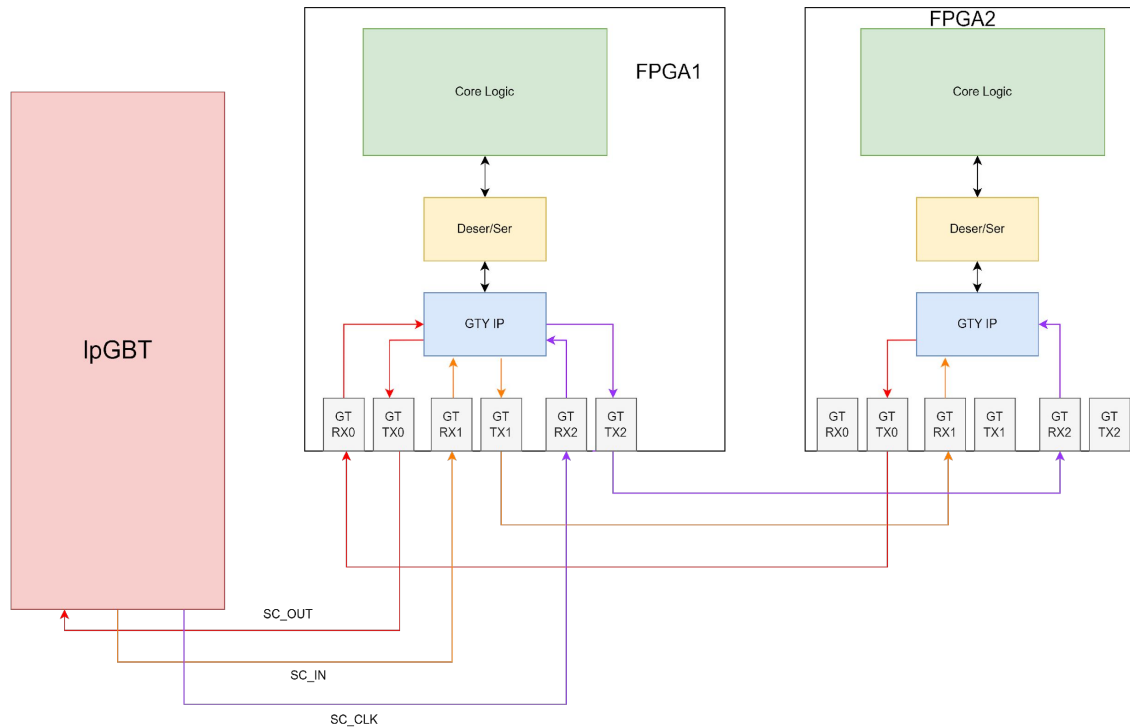 FPGA1
FPGA2
Core Logic
Core Logic
Deser/Ser
Deser/Ser
lpGBT
GTY IP
GTY IP
GT
RX0
GT
TX0
GT
RX1
GT
TX1
GT
RX2
GT
TX2
GT
RX0
GT
TX0
GT
RX1
GT
TX1
GT
RX2
GT
TX2
SC_OUT
SC_IN
SC_CLK